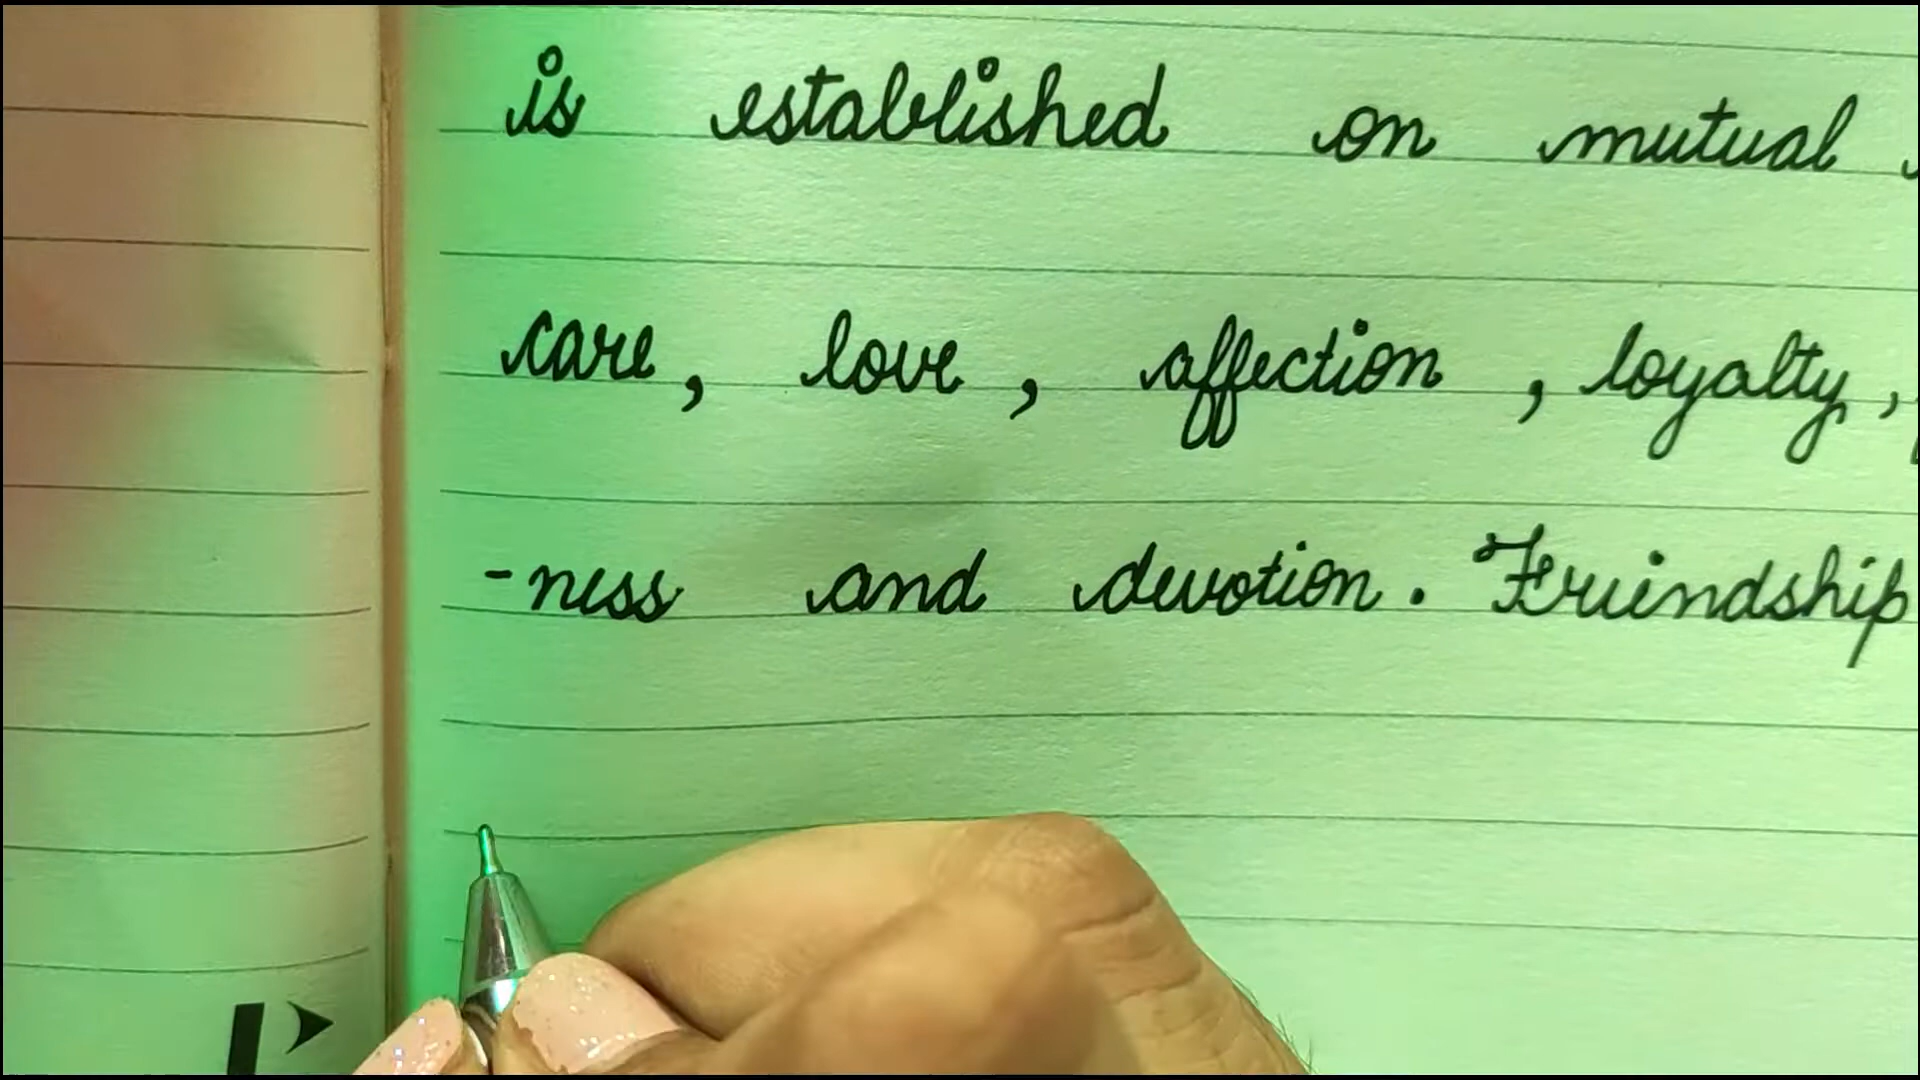 is established on mutual
care, love, affection, loyalty,
-ness and devotion. Friendship